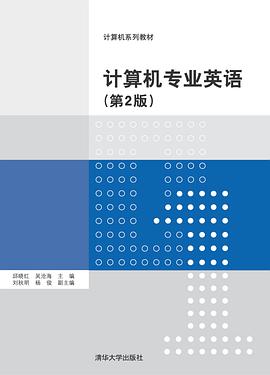 计算机系列教材
计算机专业英语
(第2版)
邱晓红 吴沧海 主编
刘秋明 杨俊 副主编
清华大学出版社